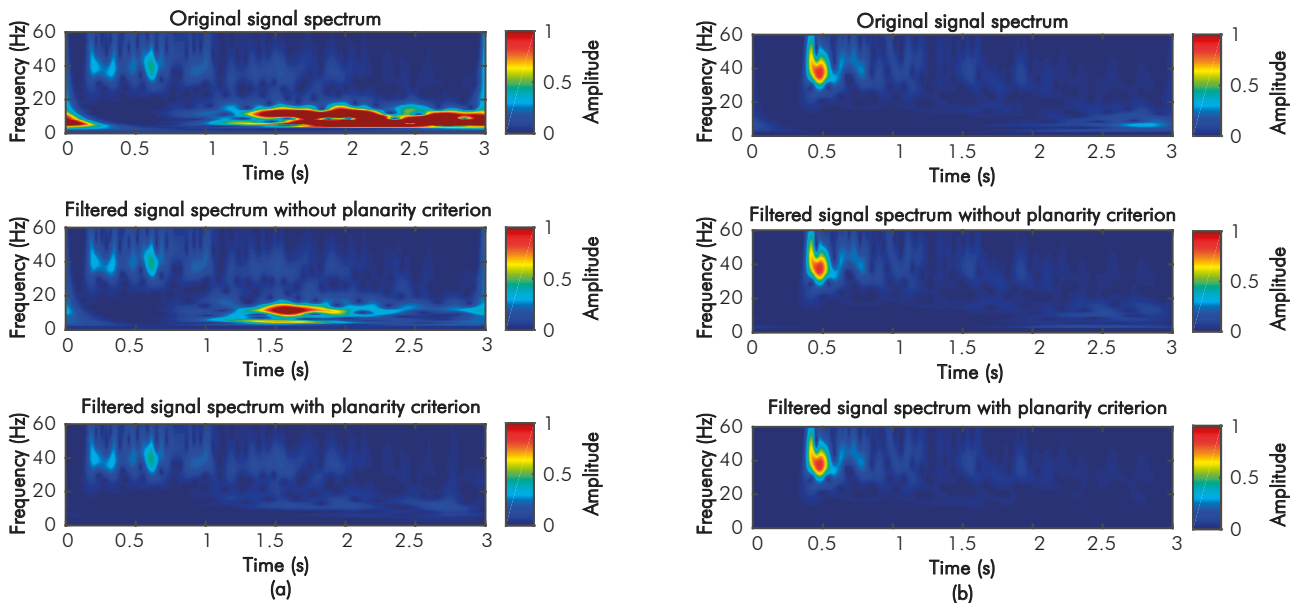 Original signal spectrum
Frequency (Hz)
60
40
20
0
0 0.5 1 1.5 2 2.5 3
Time (s)
1
0.5
0
Amplitude
Filtered signal spectrum without planarity criterion
Frequency (Hz)
60
40
20
0
0 0.5 1 1.5 2 2.5 3
Time (s)
1
0.5
0
Amplitude
Filtered signal spectrum with planarity criterion
Frequency (Hz)
60
40
20
0
0 0.5 1 1.5 2 2.5 3
Time (s)
1
0.5
0
Amplitude
(a)
Original signal spectrum
Frequency (Hz)
60
40
20
0
0 0.5 1 1.5 2 2.5 3
Time (s)
1
0.5
0
Amplitude
Filtered signal spectrum without planarity criterion
Frequency (Hz)
60
40
20
0
0 0.5 1 1.5 2 2.5 3
Time (s)
1
0.5
0
Amplitude
Filtered signal spectrum with planarity criterion
Frequency (Hz)
60
40
20
0
0 0.5 1 1.5 2 2.5 3
Time (s)
1
0.5
0
Amplitude
(b)